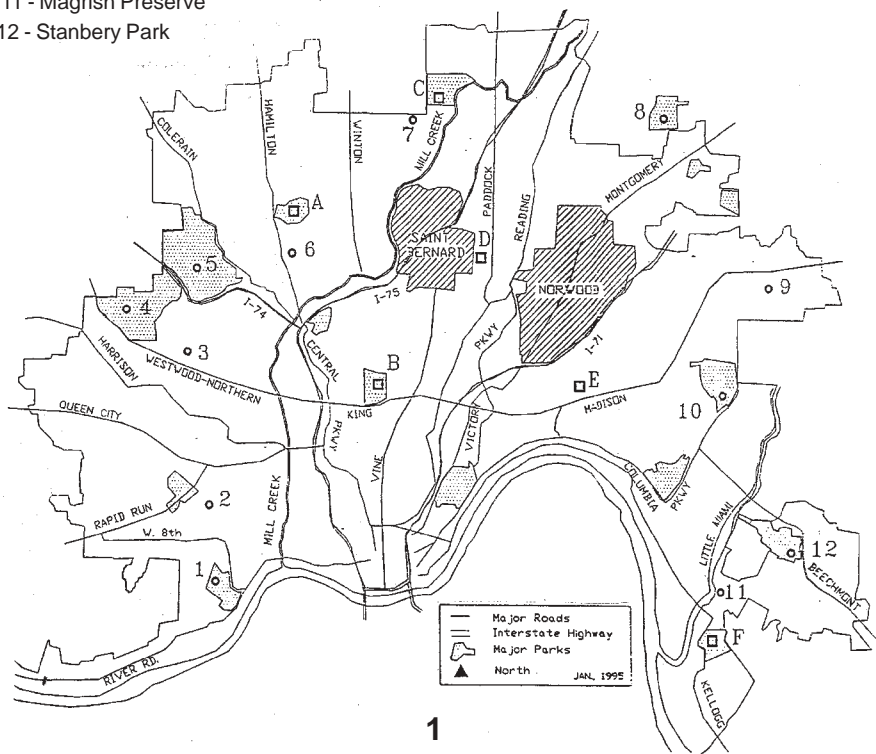 11 - Magrish Preserve
12 - Stanbery Park
COLERAIN
HAMILTON
WINTON
C
7
MILL CREEK
PADDOCK
READING
8
MONTGOMERY
A
6
5
SAINT
BERNARD
D
NORWOOD
4
I-74
I-75
I-71
9
3
HARRISON
WESTWOOD-NORTHERN
CENTRAL
PKWY
B
KING
PKWY
VICTORY
E
MADISON
10
QUEEN CITY
VINE
COLUMBIA
PKWY
RAPID RUN
2
W. 8th
MILL CREEK
LITTLE MIAMI
12
BEECHMONT
1
11
F
KELLOGG
RIVER RD.
Major Roads
Interstate Highway
Major Parks
North
JAN, 1995
1